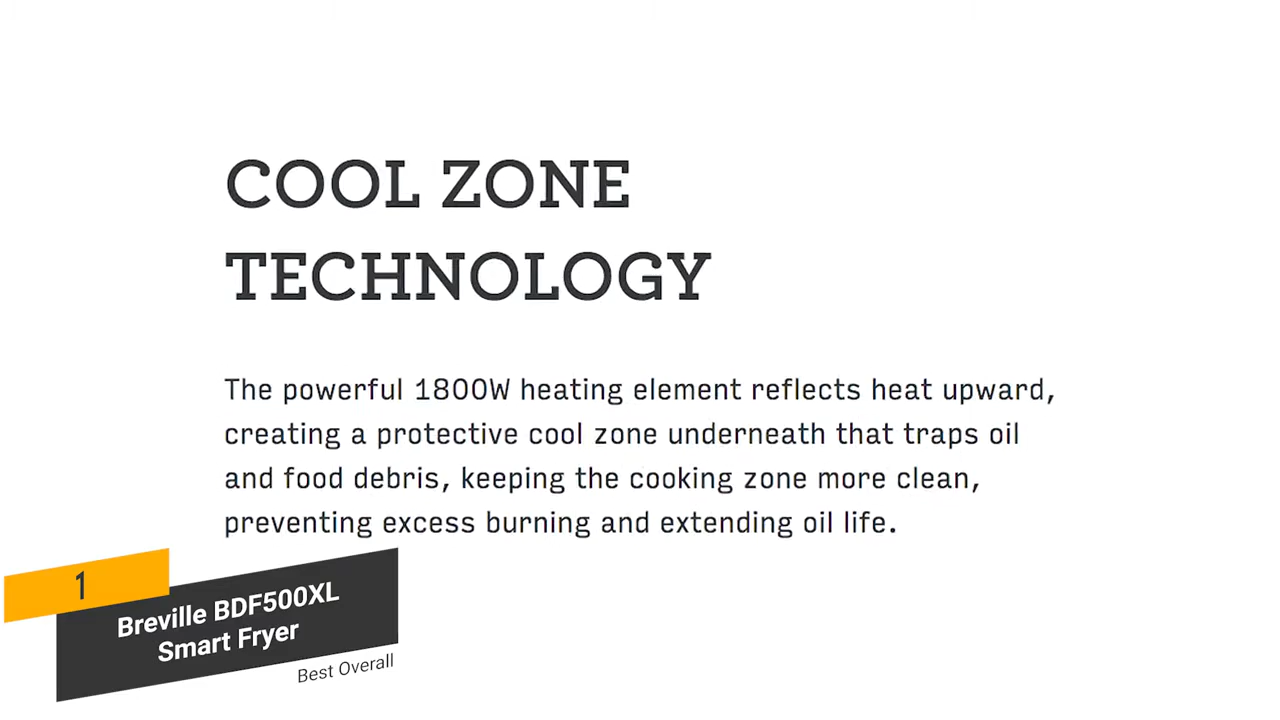 COOL ZONE
TECHNOLOGY
The powerful 1800W heating element reflects heat upward,
creating a protective cool zone underneath that traps oil
and food debris, keeping the cooking zone more clean,
preventing excess burning and extending oil life.
1
Breville BDF500XL
Smart Fryer
Best Overall